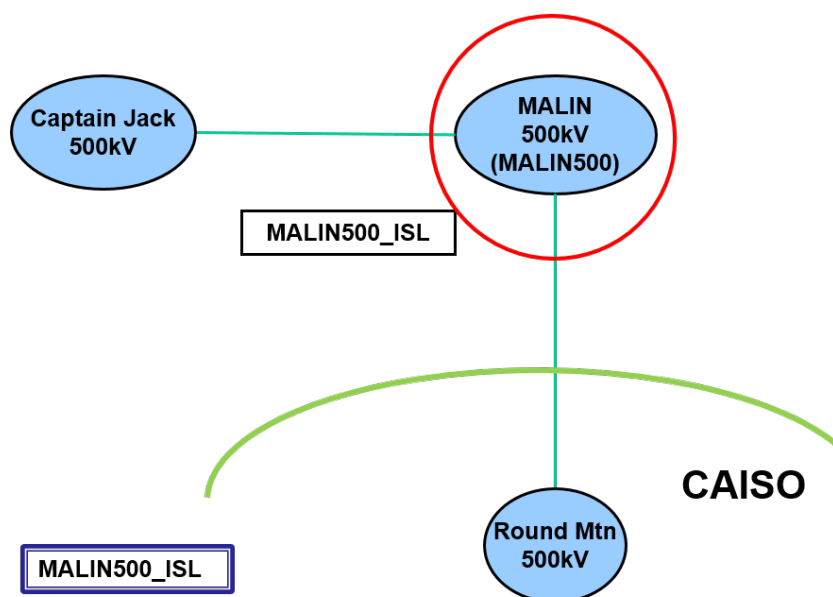 Captain Jack
500kV
MALIN
500kV
(MALIN500)
MALIN500_ISL
CAISO
Round Mtn
500kV
MALIN500_ISL